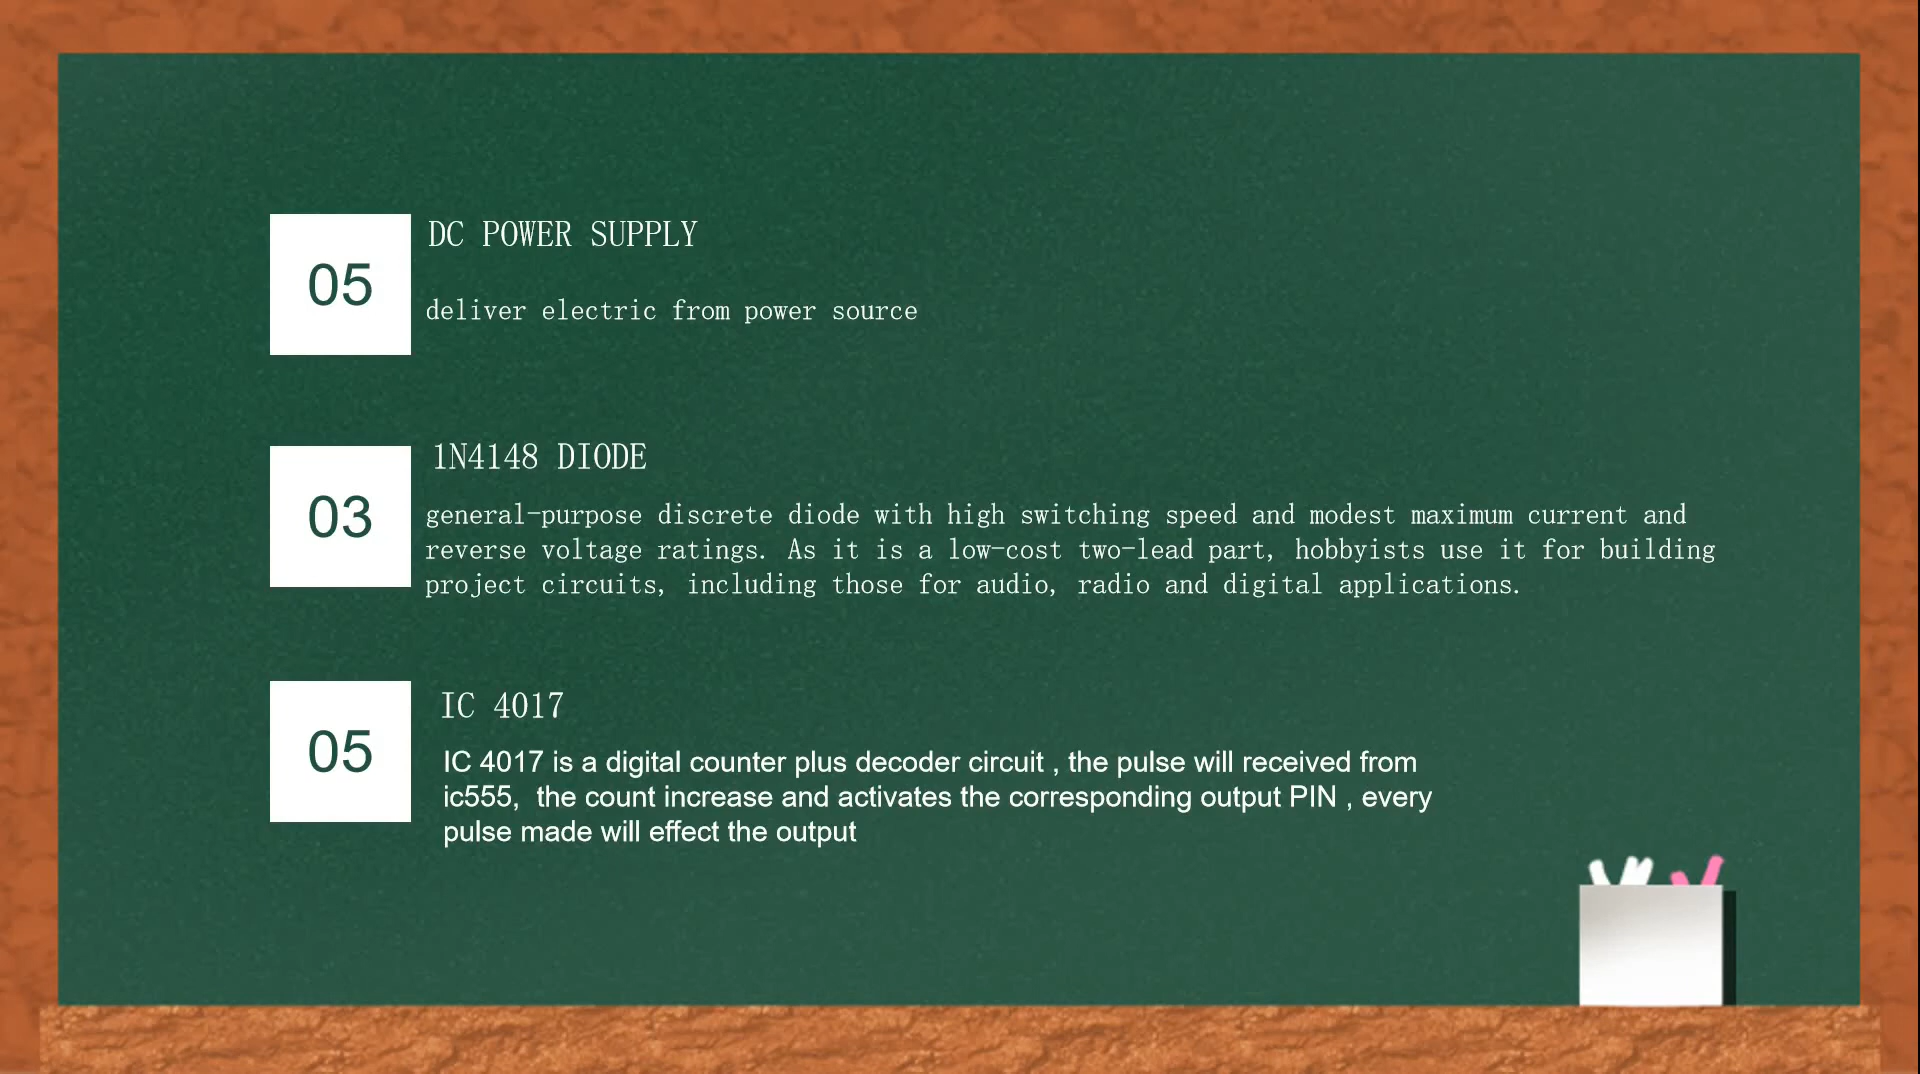 05
DC POWER SUPPLY
deliver electric from power source
03
1N4148 DIODE
general-purpose discrete diode with high switching speed and modest maximum current and
reverse voltage ratings. As it is a low-cost two-lead part, hobbyists use it for building
project circuits, including those for audio, radio and digital applications.
05
IC 4017
IC 4017 is a digital counter plus decoder circuit , the pulse will received from
ic555,  the count increase and activates the corresponding output PIN , every
pulse made will effect the output